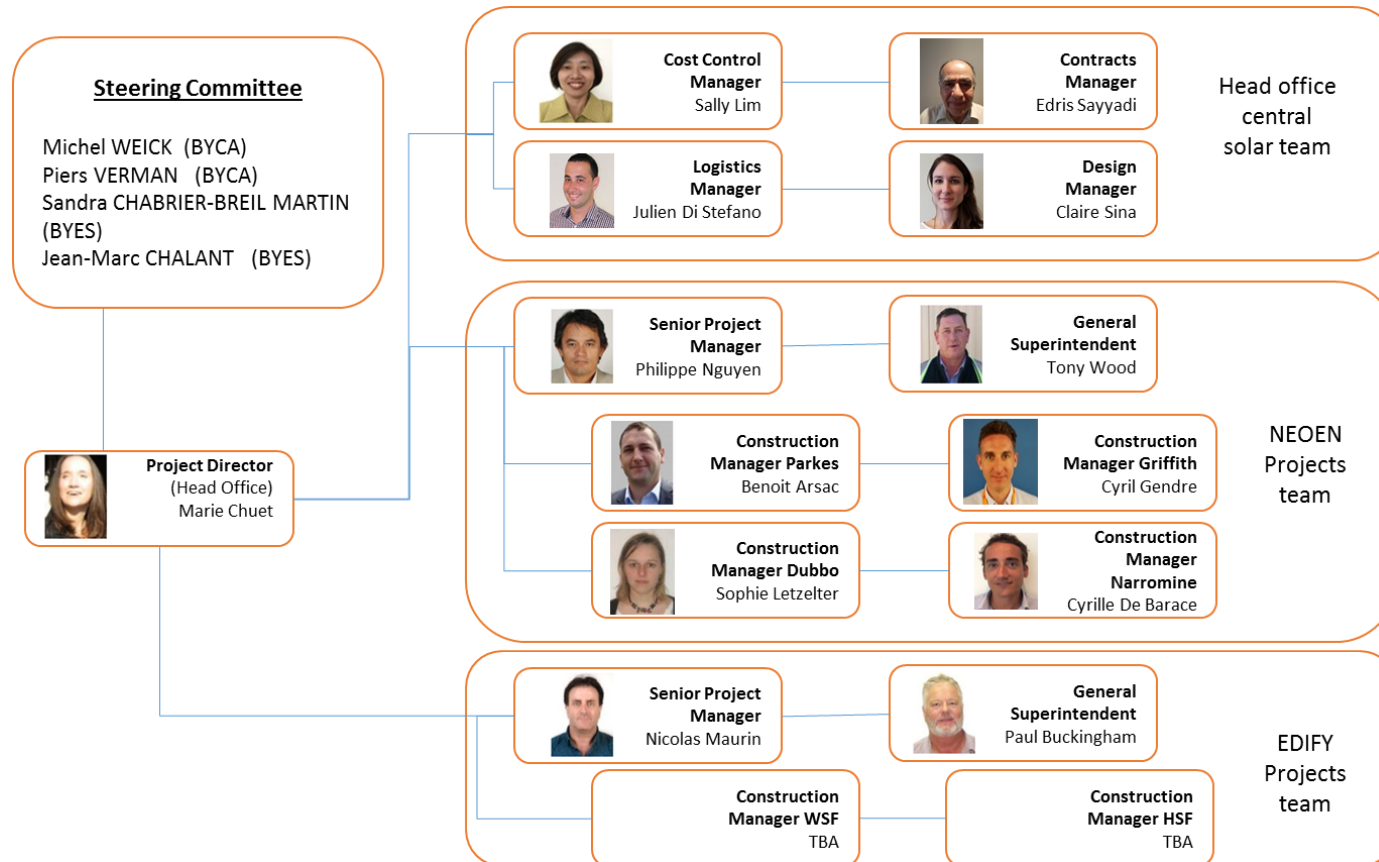 Steering Committee
Michel WEICK  (BYCA)
Piers VERMAN   (BYCA)
Sandra CHABRIER-BREIL MARTIN
(BYES)
Jean-Marc CHALANT   (BYES)
Project Director
(Head Office)
Marie Chuet
Cost Control
Manager
Sally Lim
Contracts
Manager
Edris Sayyadi
Logistics
Manager
Julien Di Stefano
Design
Manager
Claire Sina
Head office
central
solar team
Senior Project
Manager
Philippe Nguyen
General
Superintendent
Tony Wood
Construction
Manager Parkes
Benoit Arsac
Construction
Manager Griffith
Cyril Gendre
Construction
Manager Dubbo
Sophie Letzelter
Construction
Manager
Narromine
Cyrille De Barace
NEOEN
Projects
team
Senior Project
Manager
Nicolas Maurin
General
Superintendent
Paul Buckingham
Construction
Manager WSF
TBA
Construction
Manager HSF
TBA
EDIFY
Projects
team